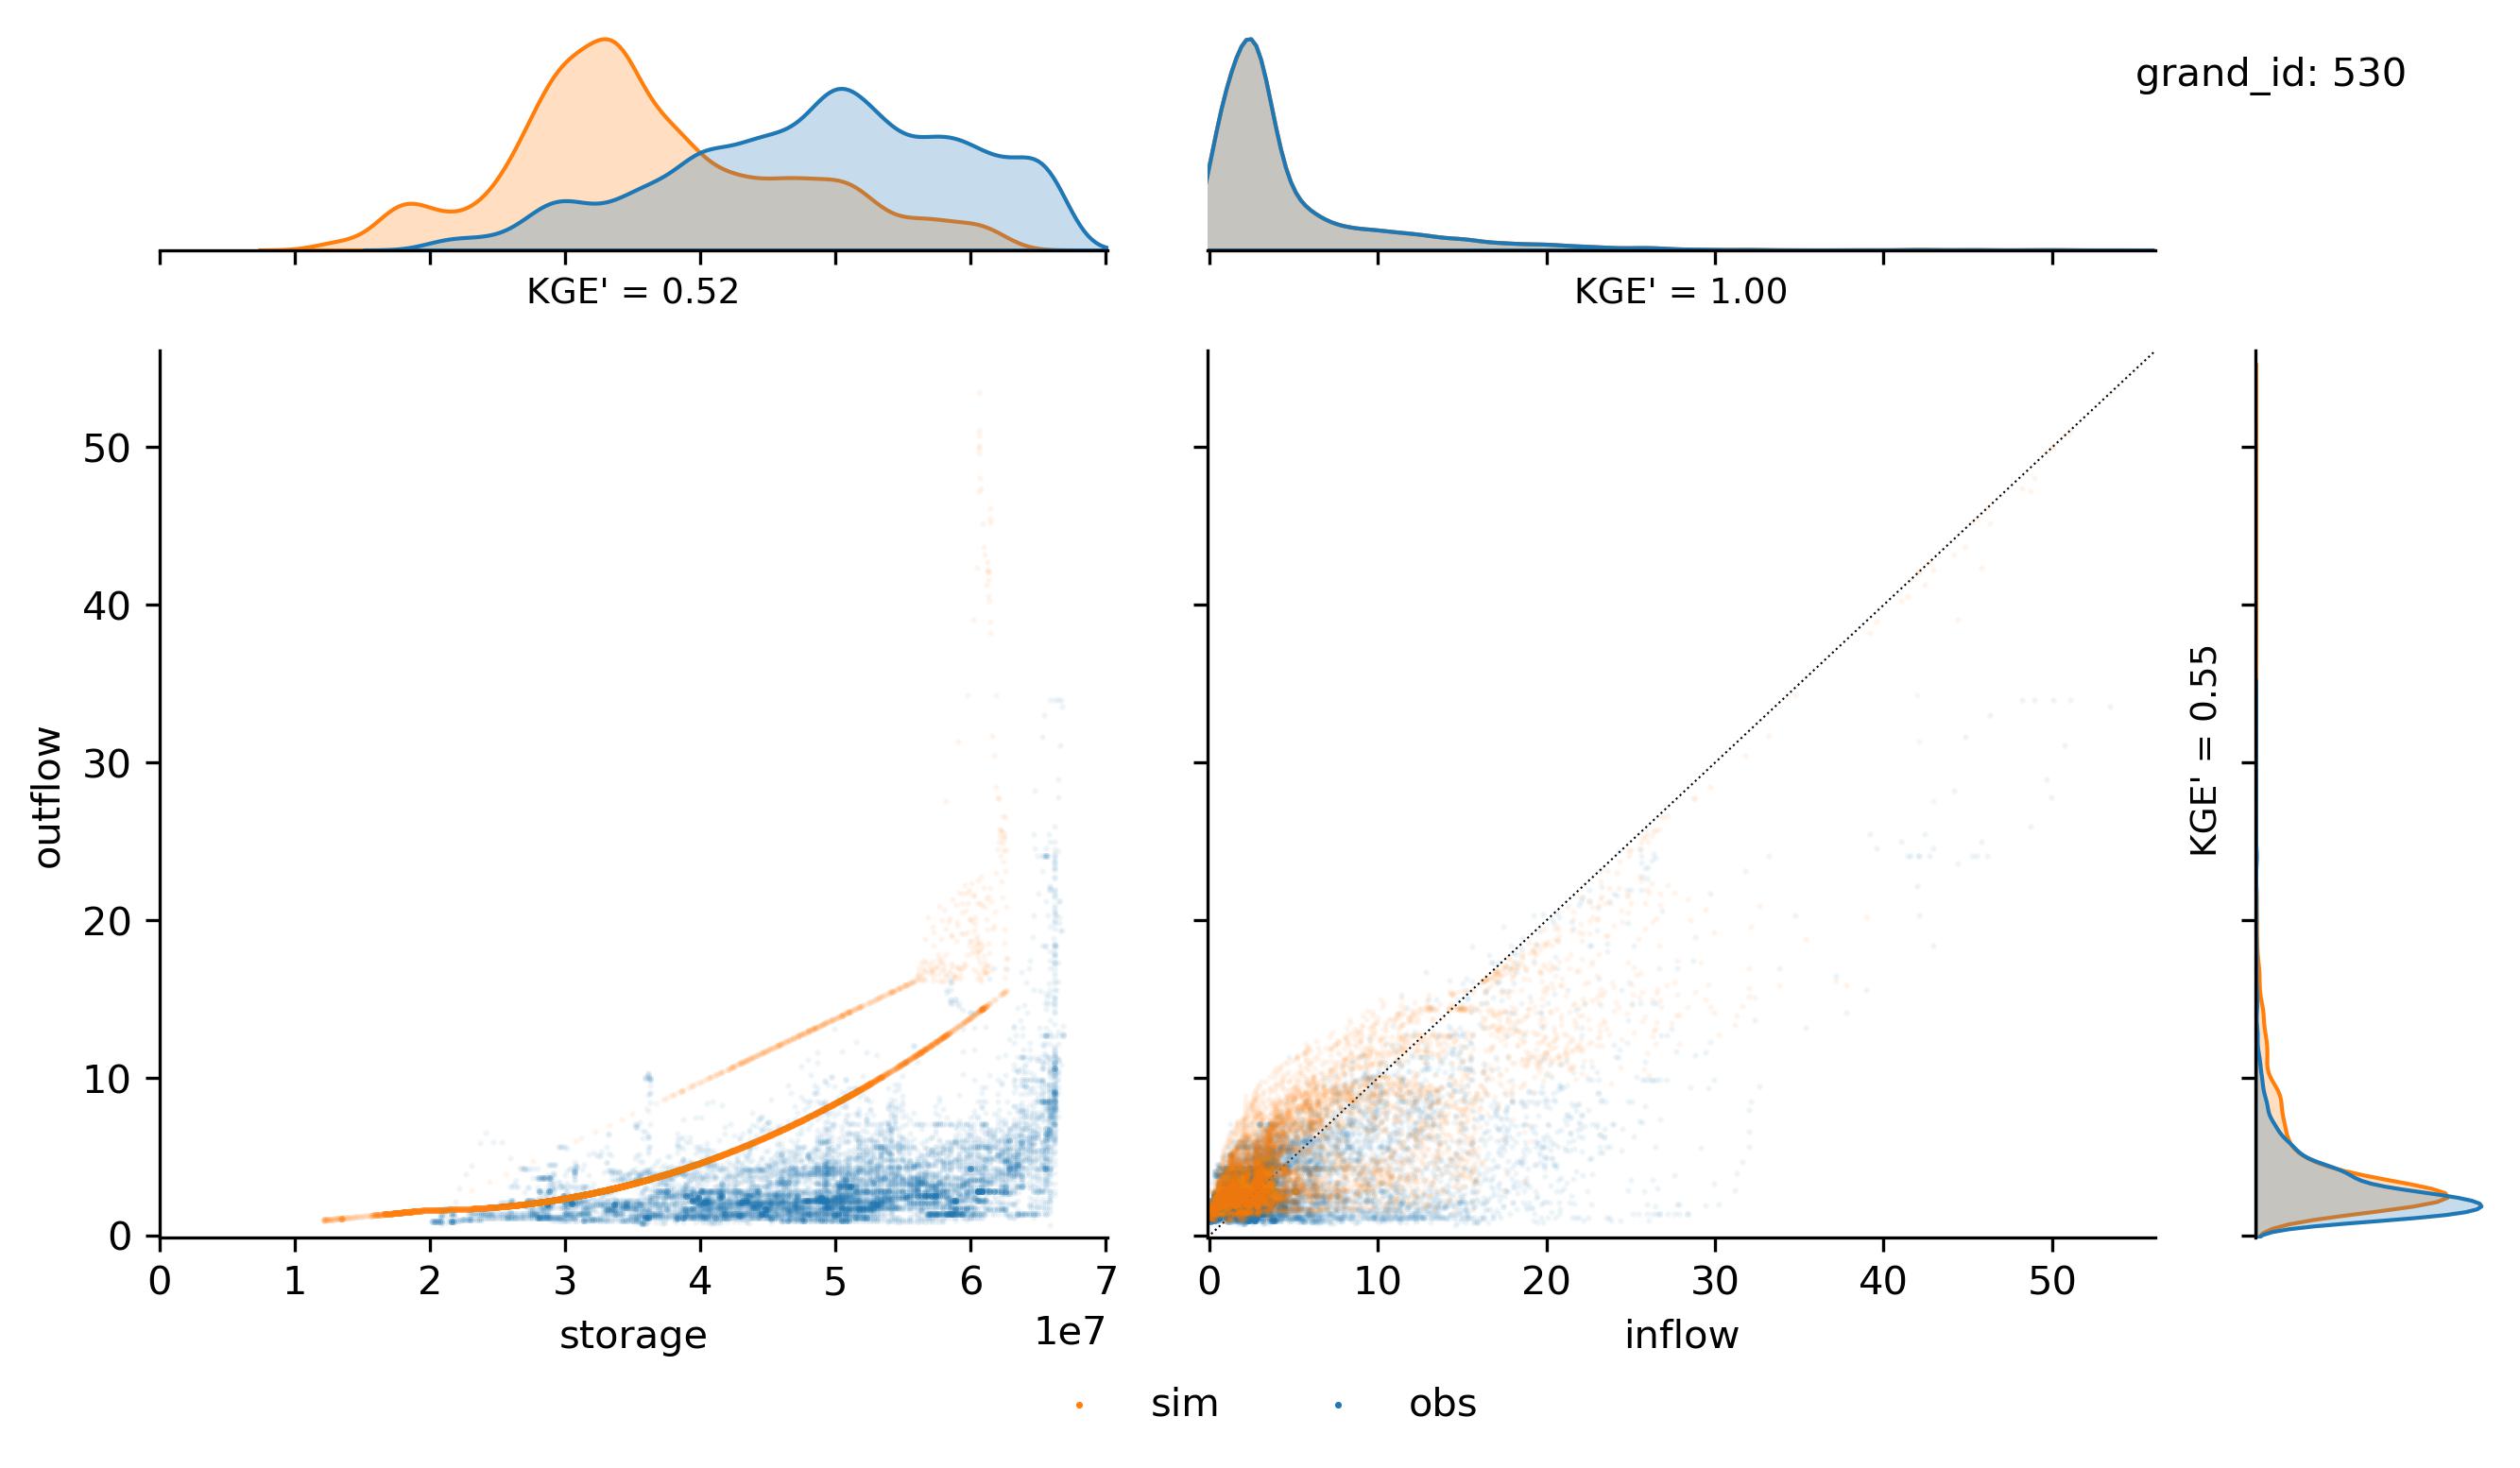 grand_id: 530
KGE' = 0.52
KGE' = 1.00
outflow
50
40
30
20
10
0
KGE' = 0.55
0 1 2 3 4 5 6 7
storage
1e7
0 10 20 30 40 50
inflow
sim obs